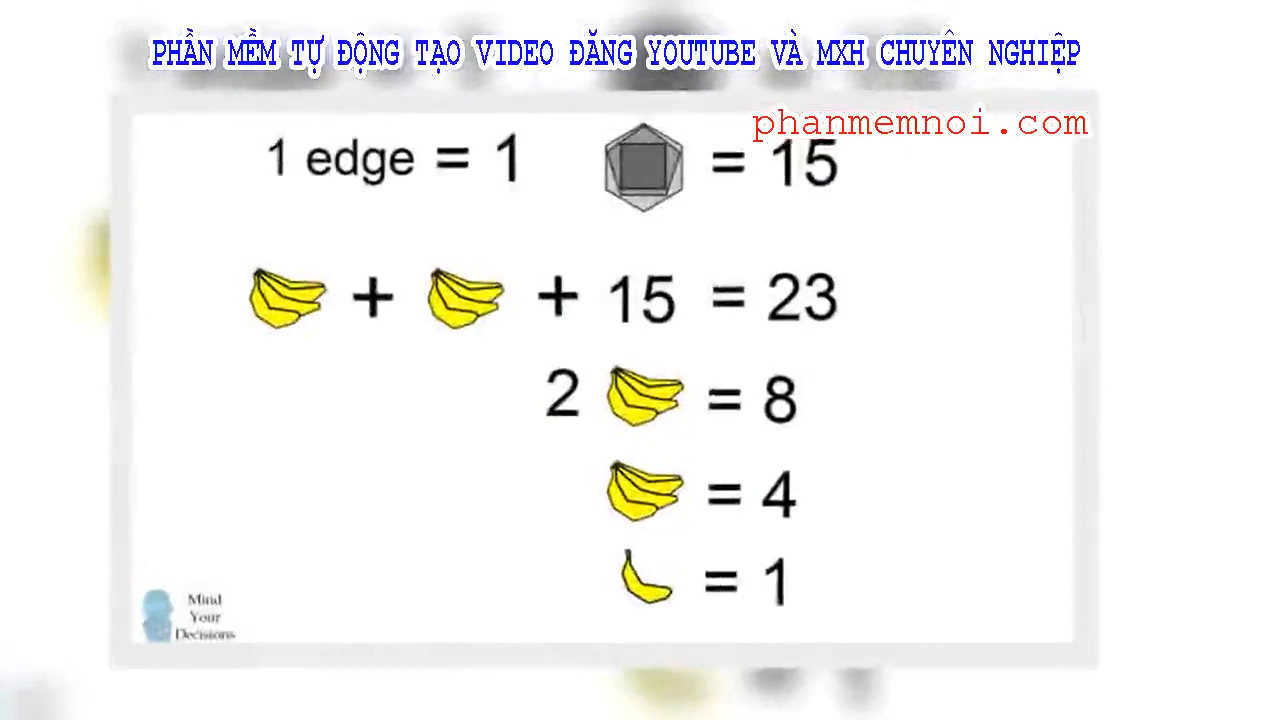 PHẦN MỀM TỰ ĐỘNG TẠO VIDEO ĐĂNG YOUTUBE VÀ MXH CHUYÊN NGHIỆP
phanmemnoi.com
1 edge = 1 = 15
+ + 15 = 23
2 = 8
= 4
= 1
Mind
Your
Decisions